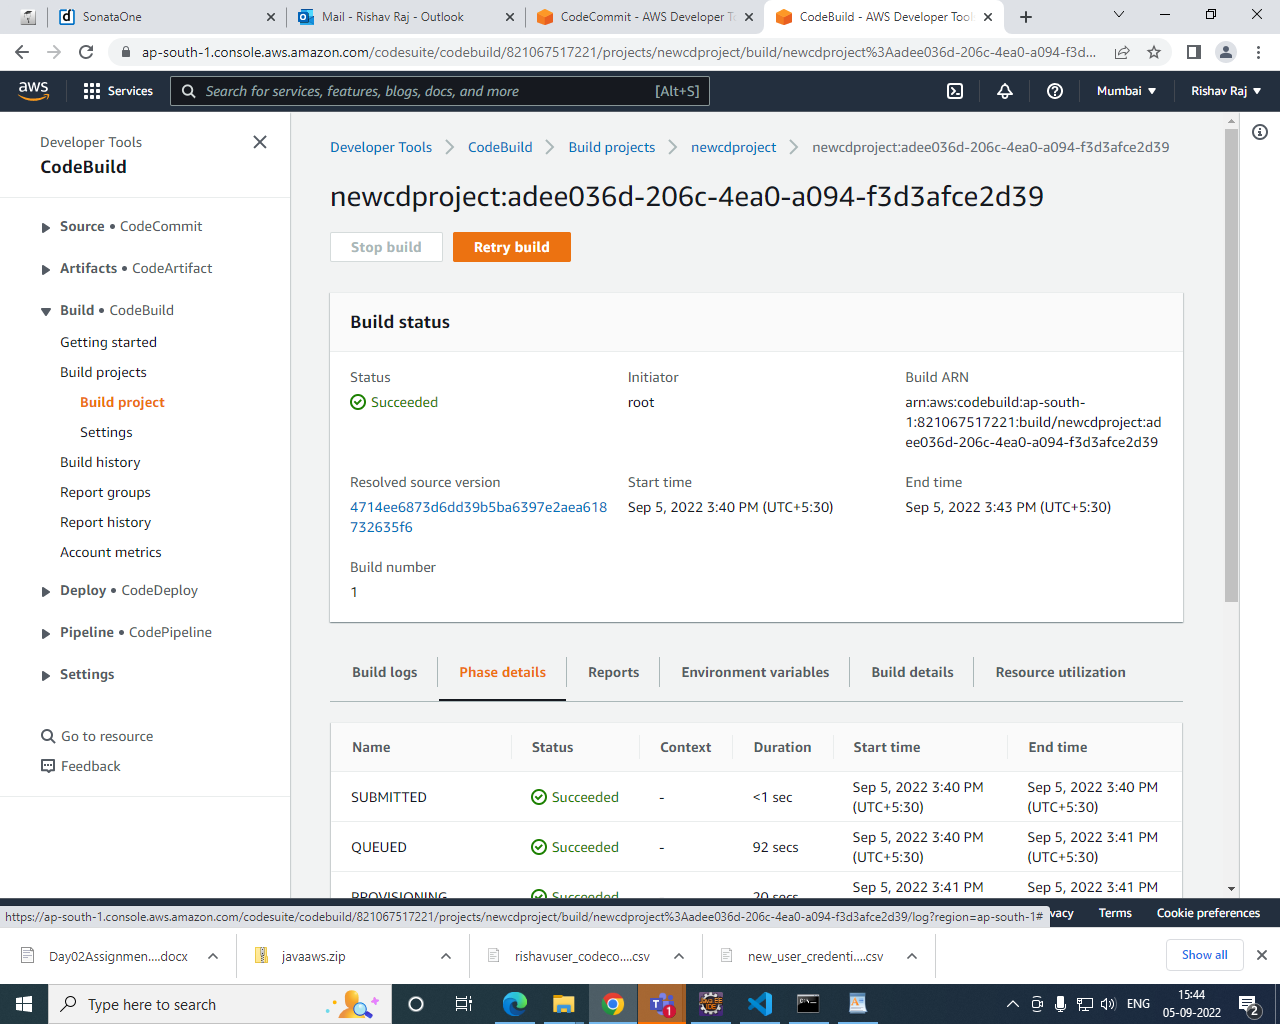 SonataOne
Mail - Rishav Raj - Outlook
CodeCommit - AWS Developer T
CodeBuild - AWS Developer Tool
ap-south-1.console.aws.amazon.com/codesuite/codebuild/821067517221/projects/newcdproject/build/newcdproject%3Aadee036d-206c-4ea0-a094-f3d...
aws
Services
Search for services, features, blogs, docs, and more
[Alt+S]
Mumbai
Rishav Raj
Developer Tools
CodeBuild
Source • CodeCommit
Artifacts • CodeArtifact
Build • CodeBuild
Getting started
Build projects
Build project
Settings
Build history
Report groups
Report history
Account metrics
Deploy • CodeDeploy
Pipeline • CodePipeline
Settings
Go to resource
Feedback
Developer Tools
CodeBuild
Build projects
newcdproject
newcdproject:adee036d-206c-4ea0-a094-f3d3afce2d39
newcdproject:adee036d-206c-4ea0-a094-f3d3afce2d39
Stop build
Retry build
Build status
Status
Succeeded
Initiator
root
Build ARN
arn:aws:codebuild:ap-south-
1:821067517221:build/newcdproject:ad
ee036d-206c-4ea0-a094-f3d3afce2d39
Resolved source version
4714ee6873d6dd39b5ba6397e2aea618
732635f6
Start time
Sep 5, 2022 3:40 PM (UTC+5:30)
End time
Sep 5, 2022 3:43 PM (UTC+5:30)
Build number
1
Build logs
Phase details
Reports
Environment variables
Build details
Resource utilization
Name Status Context Duration Start time End time
SUBMITTED Succeeded - <1 sec Sep 5, 2022 3:40 PM (UTC+5:30) Sep 5, 2022 3:40 PM (UTC+5:30)
QUEUED Succeeded - 92 secs Sep 5, 2022 3:40 PM (UTC+5:30) Sep 5, 2022 3:41 PM (UTC+5:30)
PROVISIONING Succeeded 20 secs Sep 5, 2022 3:41 PM Sep 5, 2022 3:41 PM
https://ap-south-1.console.aws.amazon.com/codesuite/codebuild/821067517221/projects/newcdproject/build/newcdproject%3Aadee036d-206c-4ea0-a094-f3d3afce2d39/log?region=ap-south-1#
vacy
Terms
Cookie preferences
Day02Assignmen....docx
javaaws.zip
rishavuser_codeco....csv
new_user_credenti....csv
Show all
Type here to search
1
ENG
15:44
05-09-2022
2